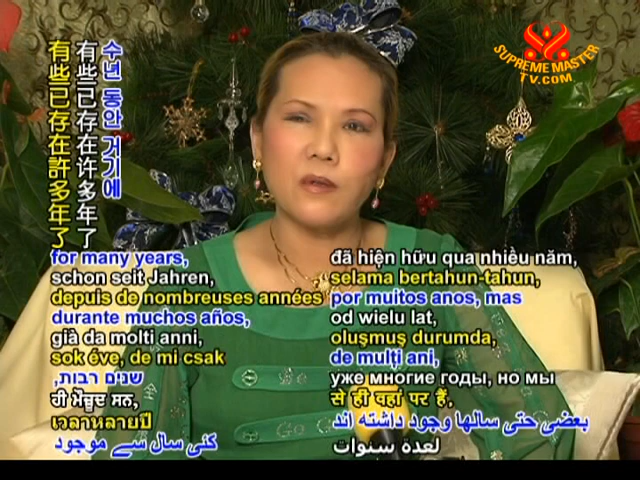 SUPREME MASTER
TV.COM
有些已存在許多年了
有些已存在许多年了
수년 동안 거기에
for many years,
schon seit Jahren,
depuis de nombreuses années
durante muchos años,
già da molti anni,
sok éve, de mi csak
שנים רבות,
ਹੀ ਮੌਜੂਦ ਸਨ,
เวลาหลายปี
کئی سال سے موجود
đã hiện hữu qua nhiều năm,
selama bertahun-tahun,
por muitos anos, mas
od wielu lat,
oluşmuş durumda,
de mulţi ani,
уже многие годы, но мы
से ही वहां पर हैं,
بعضی حتی سالها وجود داشته اند
لعدة سنوات